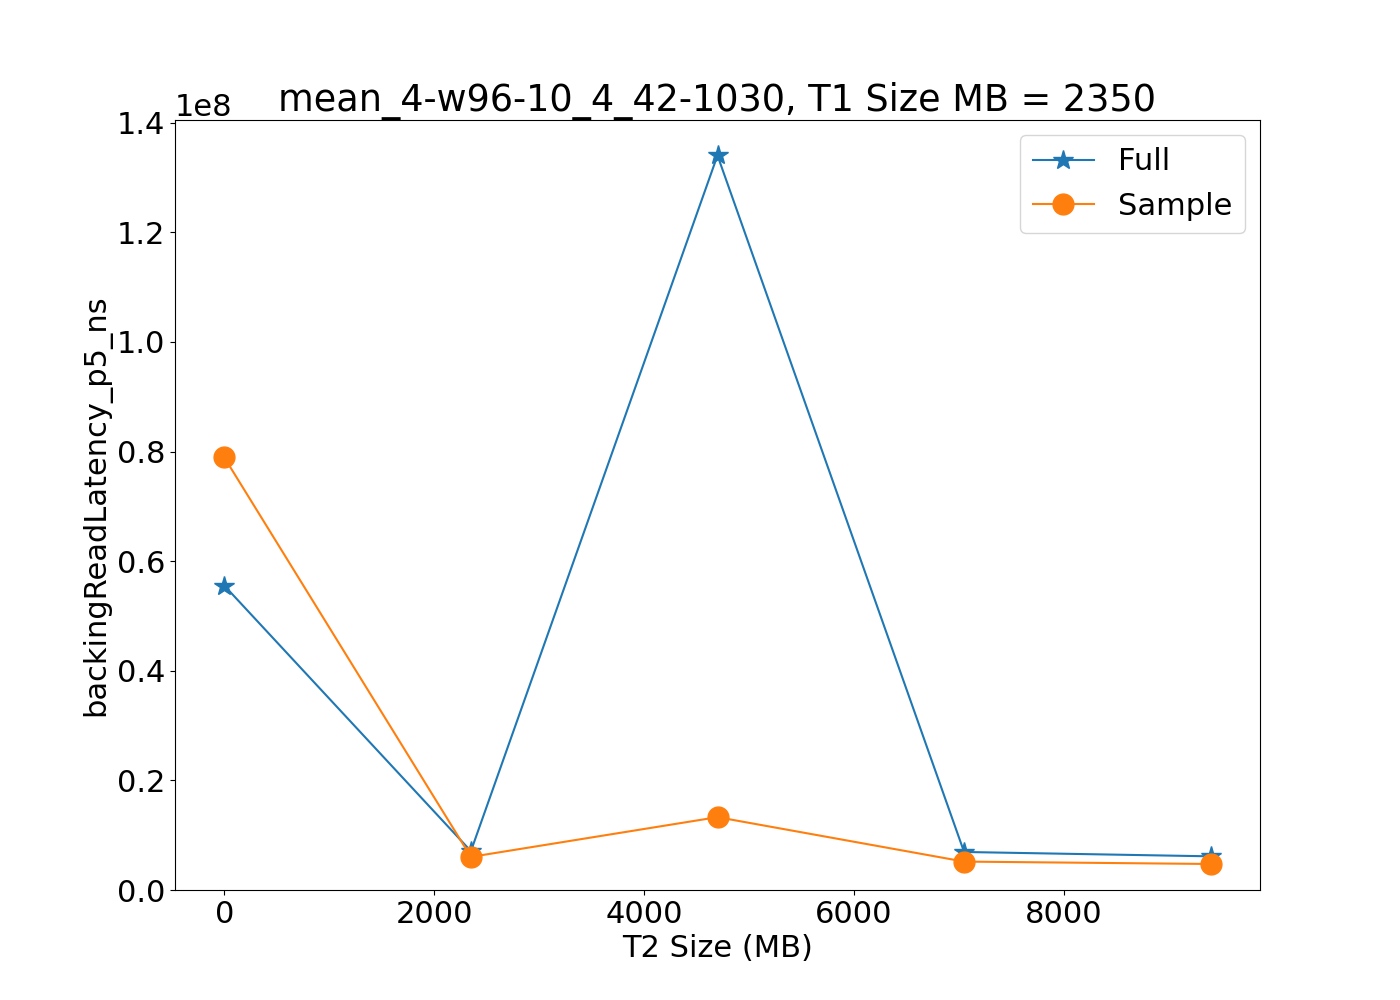 mean_4-w96-10_4_42-1030, T1 Size MB = 2350
1e8
1.4
1.2
1.0
0.8
0.6
0.4
0.2
0.0
backingReadLatency_p5_ns
Full
Sample
0 2000 4000 6000 8000
T2 Size (MB)